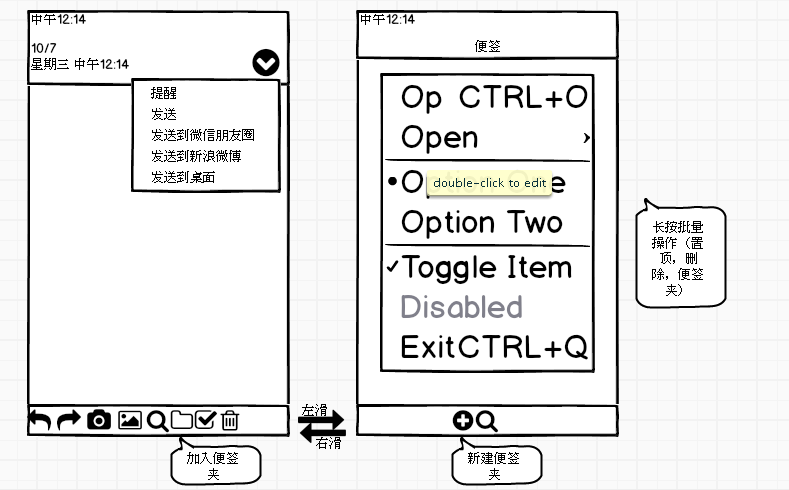 中午12:14
10/7
星期三 中午12:14
提醒
发送
发送到微信朋友圈
发送到新浪微博
发送到桌面
加入便签
夹
左滑
右滑
中午12:14
便签
Op CTRL+O
Open
double-click to edit
Option Two
Toggle Item
Disabled
ExitCTRL+Q
新建便签
夹
长按批量
操作（置
顶，删
除，便签
夹）